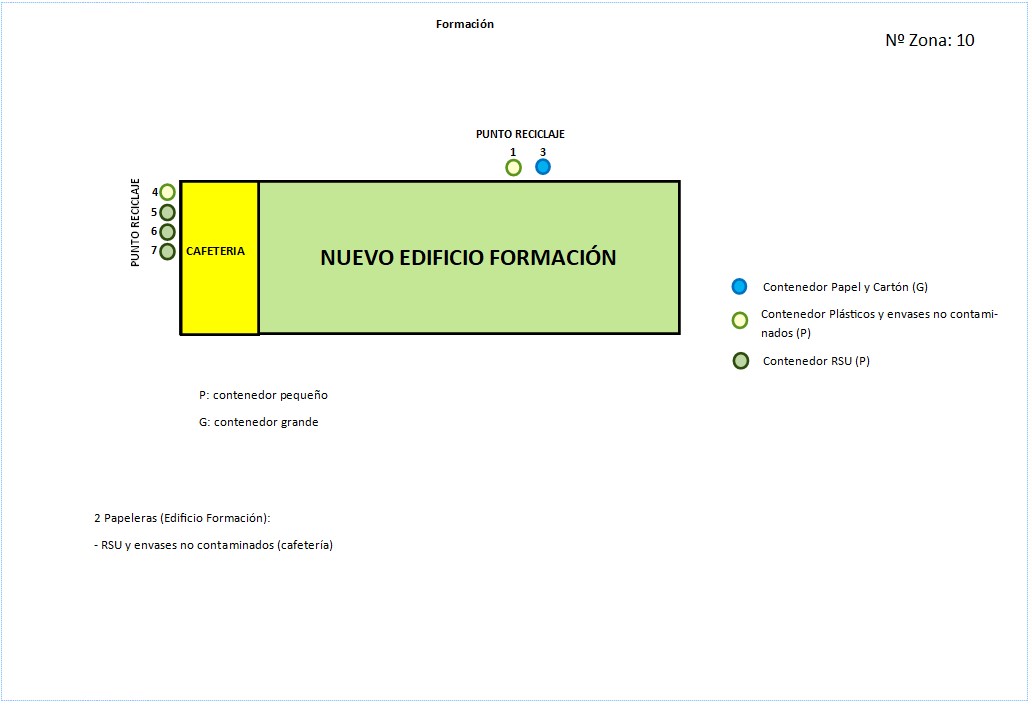 Formación
Nº Zona: 10
PUNTO RECICLAJE
1 3
PUNTO RECICLAJE
4
5
6
7
CAFETERIA
NUEVO EDIFICIO FORMACIÓN
Contenedor Papel y Cartón (G)
Contenedor Plásticos y envases no contami-
nados (P)
Contenedor RSU (P)
P: contenedor pequeño
G: contenedor grande
2 Papeleras (Edificio Formación):
- RSU y envases no contaminados (cafetería)